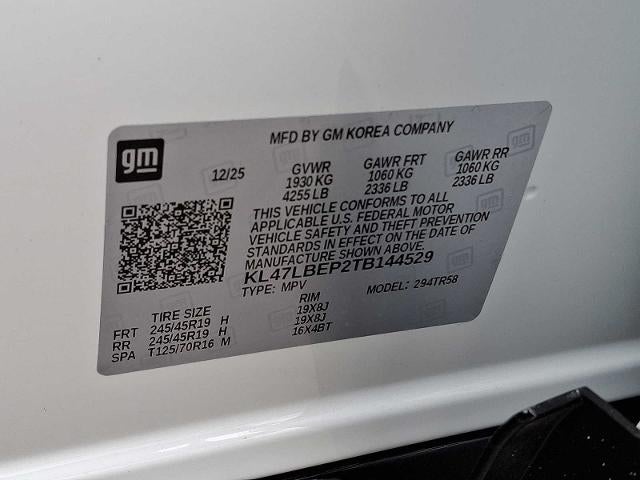 gm
MFD BY GM KOREA COMPANY
12/25 GVWR GAWR FRT GAWR RR
1930 KG 1060 KG 1060 KG
4255 LB 2336 LB 2336 LB
THIS VEHICLE CONFORMS TO ALL
APPLICABLE U.S. FEDERAL MOTOR
VEHICLE SAFETY AND THEFT PREVENTION
STANDARDS IN EFFECT ON THE DATE OF
MANUFACTURE SHOWN ABOVE.
KL47LBEP2TB144529
TYPE: MPV MODEL: 294TR58
TIRE SIZE RIM
FRT 245/45R19 H 19X8J
RR 245/45R19 H 19X8J
SPA T125/70R16 M 16X4BT